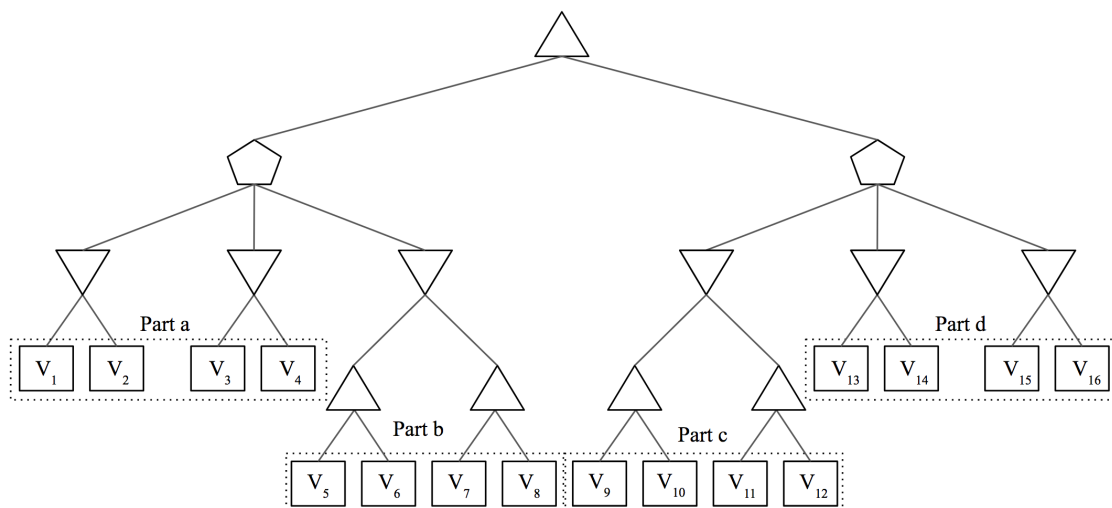 Part a
Part d
V1 V2 V3 V4
V13 V14 V15 V16
Part b
Part c
V5 V6 V7 V8 V9 V10 V11 V12